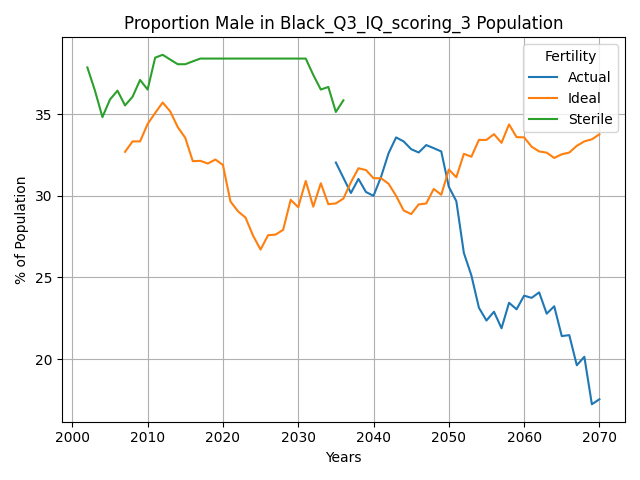 Proportion Male in Black_Q3_IQ_scoring_3 Population
% of Population
35
30
25
20
Fertility
Actual
Ideal
Sterile
2000 2010 2020 2030 2040 2050 2060 2070
Years